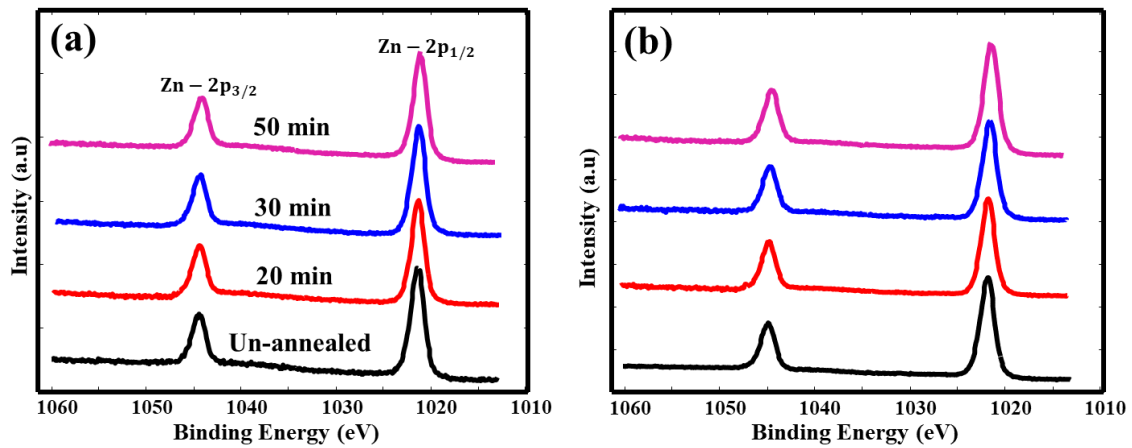 (a)
Zn − 2p1/2
Zn − 2p3/2
50 min
30 min
20 min
Un-annealed
Intensity (a.u)
1060 1050 1040 1030 1020 1010
Binding Energy (eV)
(b)
Intensity (a.u)
1060 1050 1040 1030 1020 1010
Binding Energy (eV)